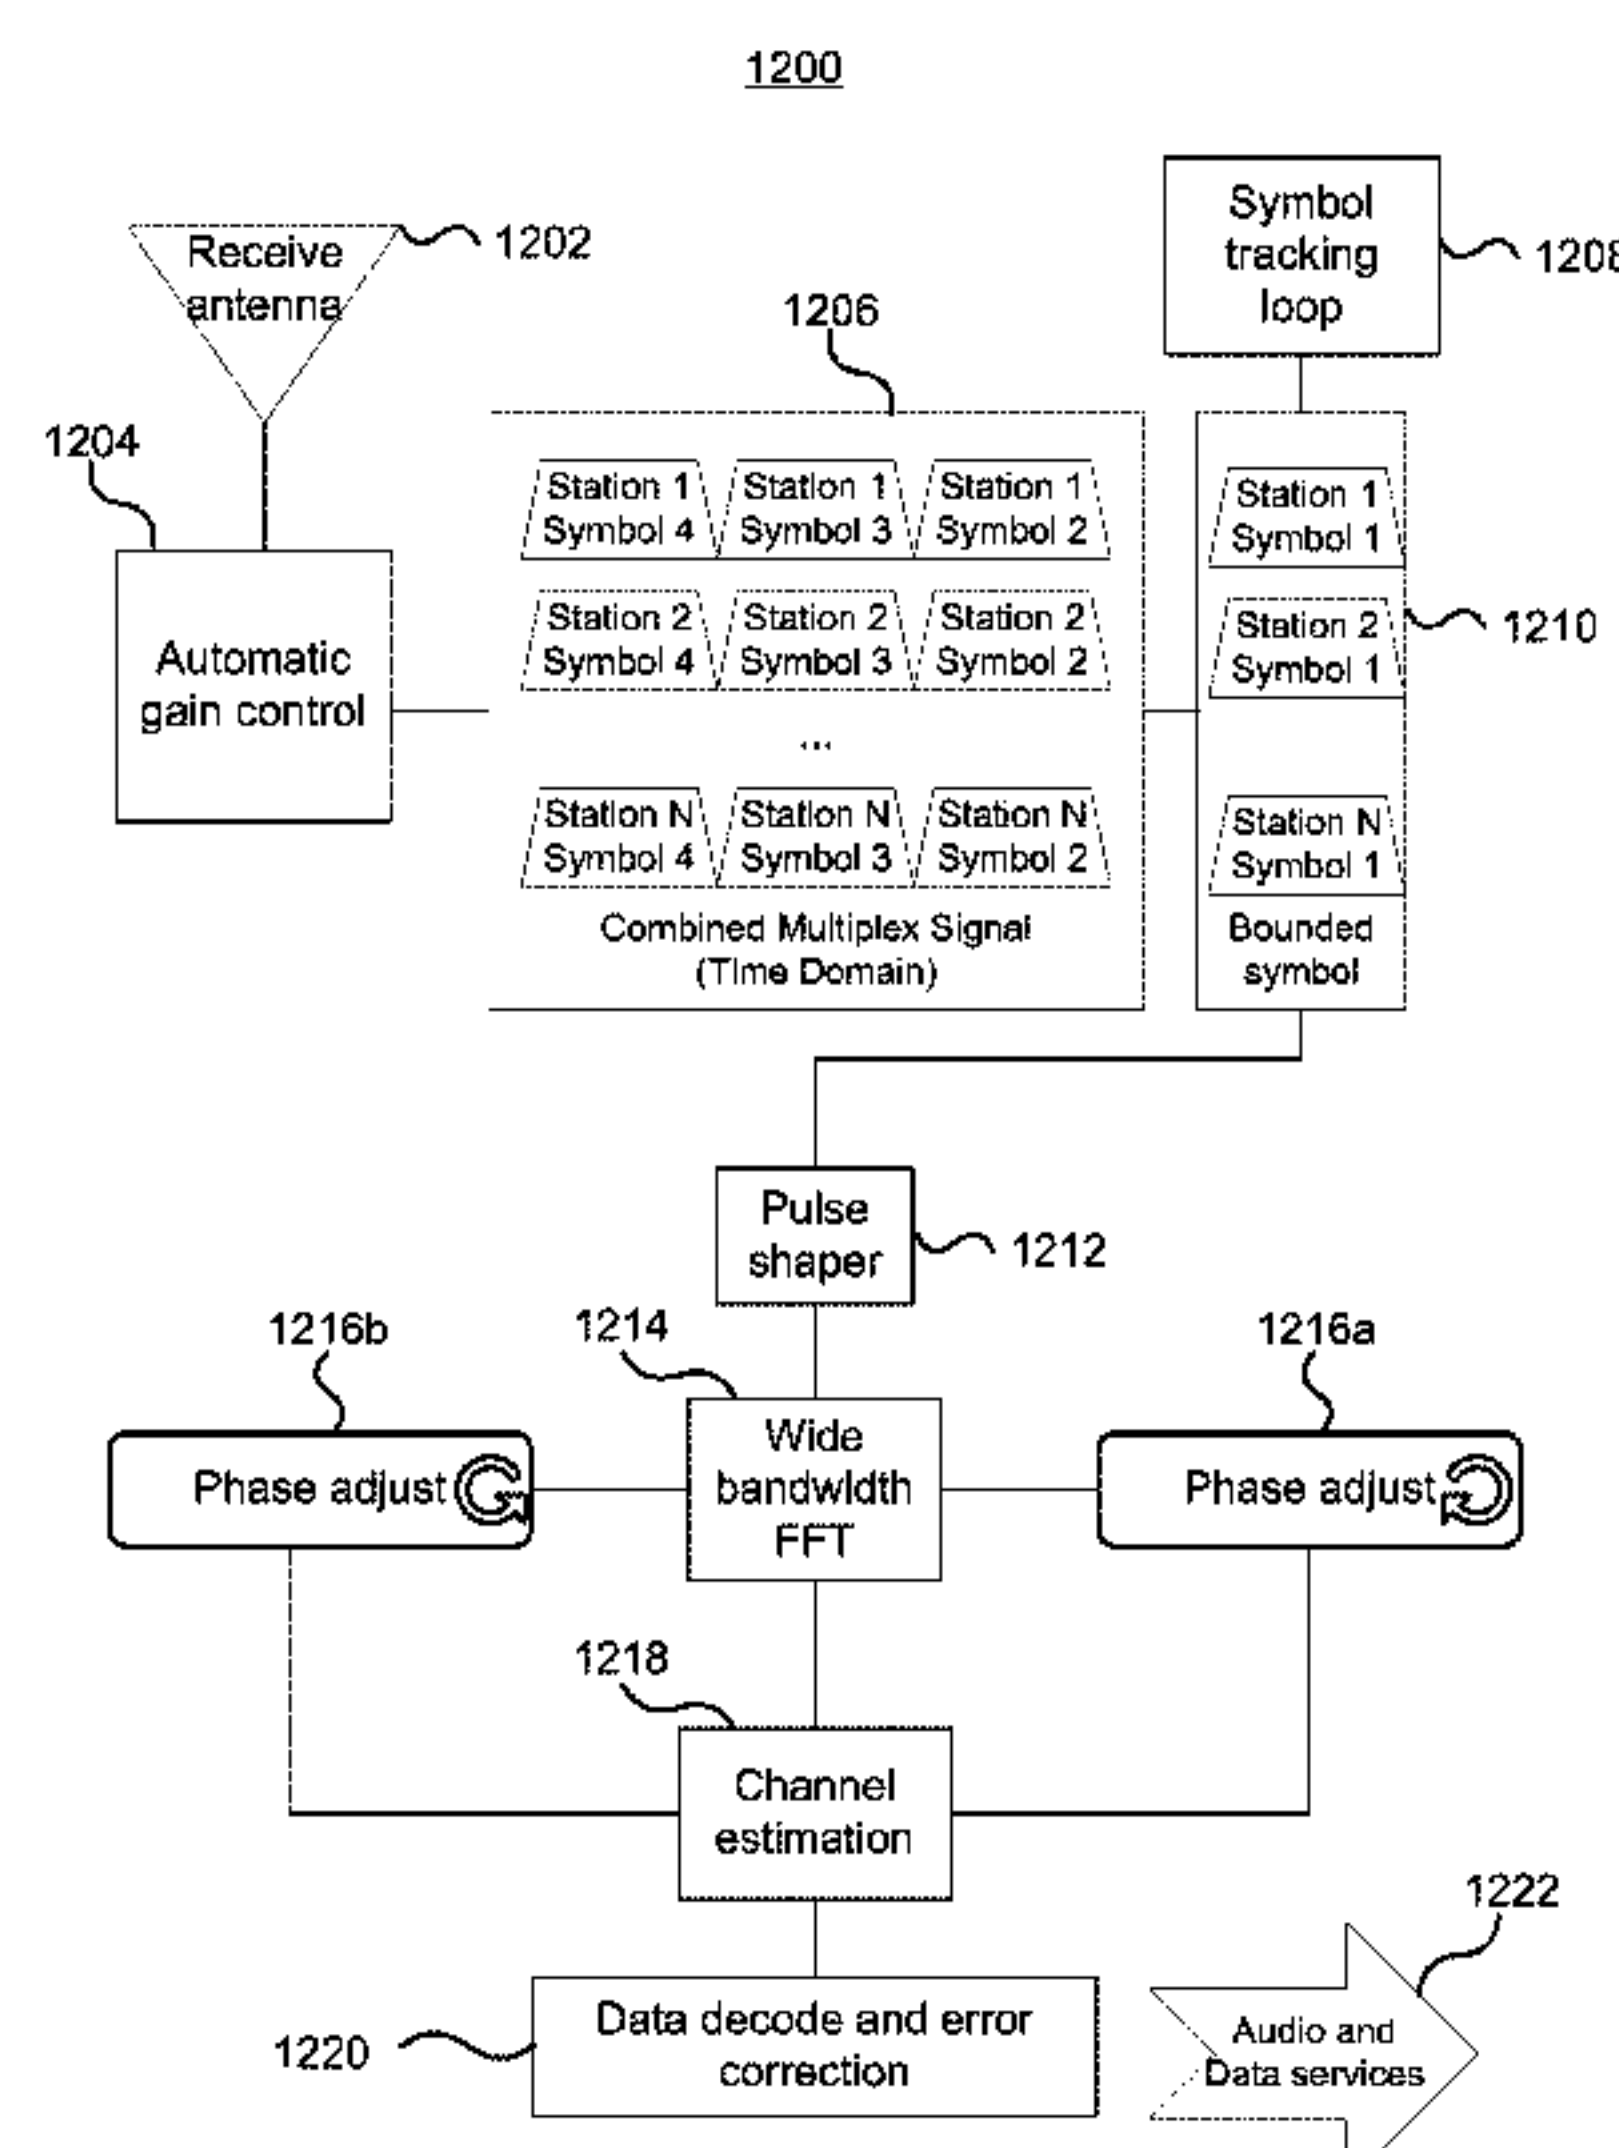 1200
Receive
antenna
1202
Symbol
tracking
loop
1208
1206
1204
Automatic
gain control
Station 1
Symbol 4
Station 1
Symbol 3
Station 1
Symbol 2
Station 2
Symbol 4
Station 2
Symbol 3
Station 2
Symbol 2
...
Station N
Symbol 4
Station N
Symbol 3
Station N
Symbol 2
Combined Multiplex Signal
(Time Domain)
Station 1
Symbol 1
Station 2
Symbol 1
Station N
Symbol 1
Bounded
symbol
1210
Pulse
shaper
1212
1216b
1214
1216a
Phase adjust
Wide
bandwidth
FFT
Phase adjust
1218
Channel
estimation
1222
1220
Data decode and error
correction
Audio and
Data services